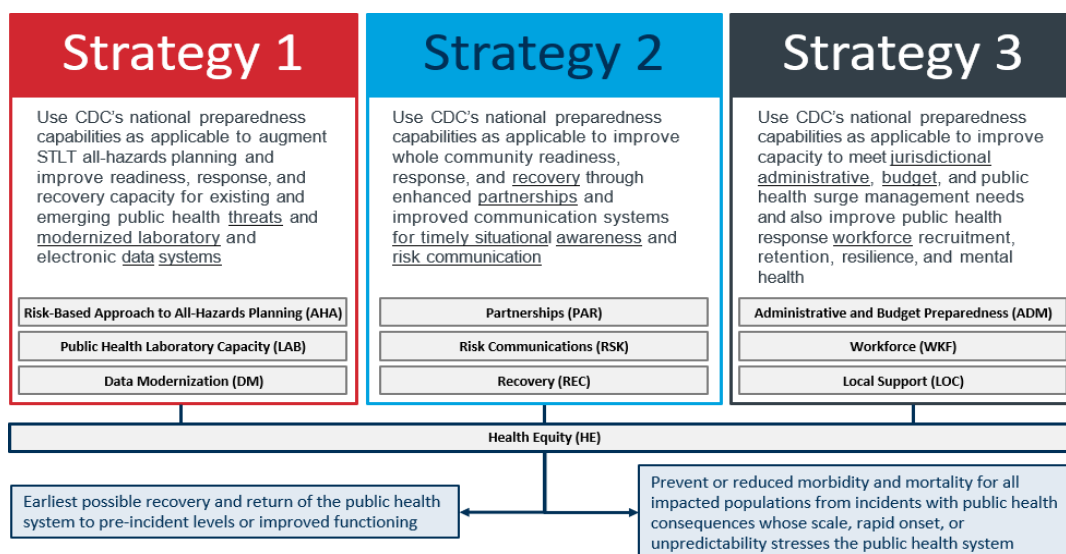 Strategy 1
Use CDC's national preparedness
capabilities as applicable to augment
STLT all-hazards planning and
improve readiness, response, and
recovery capacity for existing and
emerging public health threats and
modernized laboratory and
electronic data systems
Risk-Based Approach to All-Hazards Planning (AHA)
Public Health Laboratory Capacity (LAB)
Data Modernization (DM)
Strategy 2
Use CDC's national preparedness
capabilities as applicable to improve
whole community readiness,
response, and recovery through
enhanced partnerships and
improved communication systems
for timely situational awareness and
risk communication
Partnerships (PAR)
Risk Communications (RSK)
Recovery (REC)
Strategy 3
Use CDC's national preparedness
capabilities as applicable to improve
capacity to meet jurisdictional
administrative, budget, and public
health surge management needs
and also improve public health
response workforce recruitment,
retention, resilience, and mental
health
Administrative and Budget Preparedness (ADM)
Workforce (WKF)
Local Support (LOC)
Health Equity (HE)
Earliest possible recovery and return of the public health
system to pre-incident levels or improved functioning
Prevent or reduced morbidity and mortality for all
impacted populations from incidents with public health
consequences whose scale, rapid onset, or
unpredictability stresses the public health system